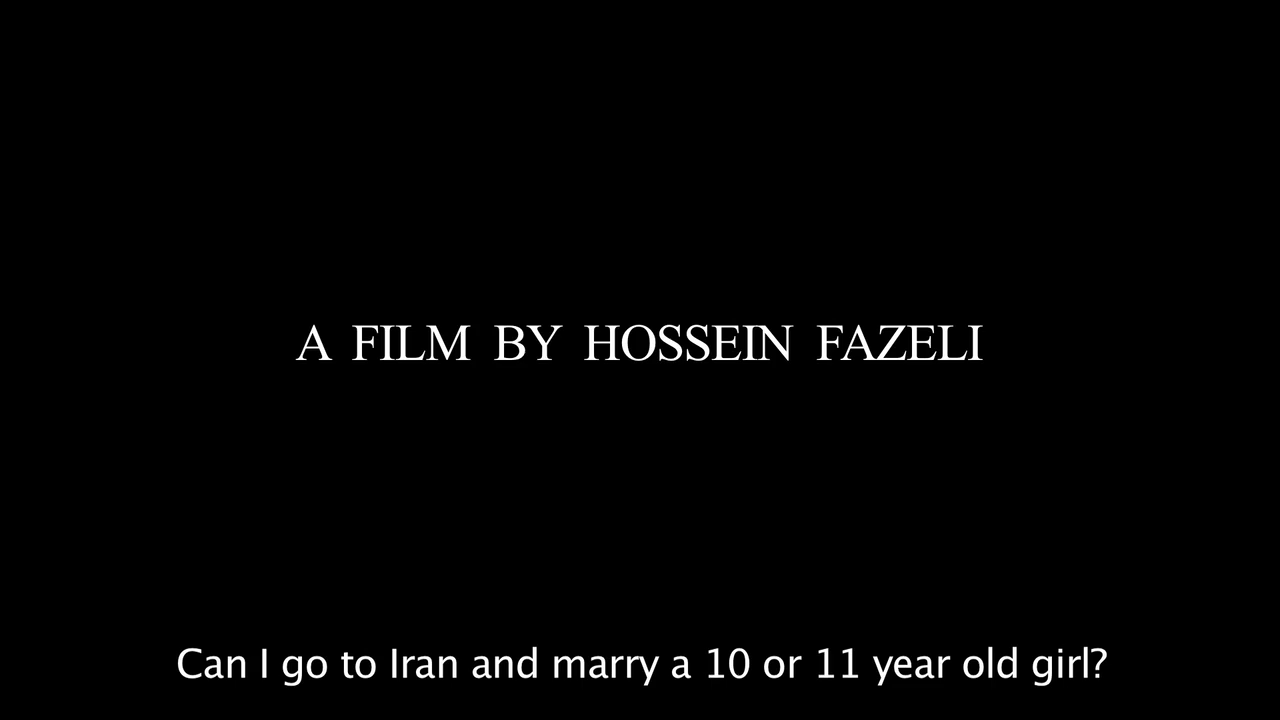 A FILM BY HOSSEIN FAZELI
Can I go to Iran and marry a 10 or 11 year old girl?